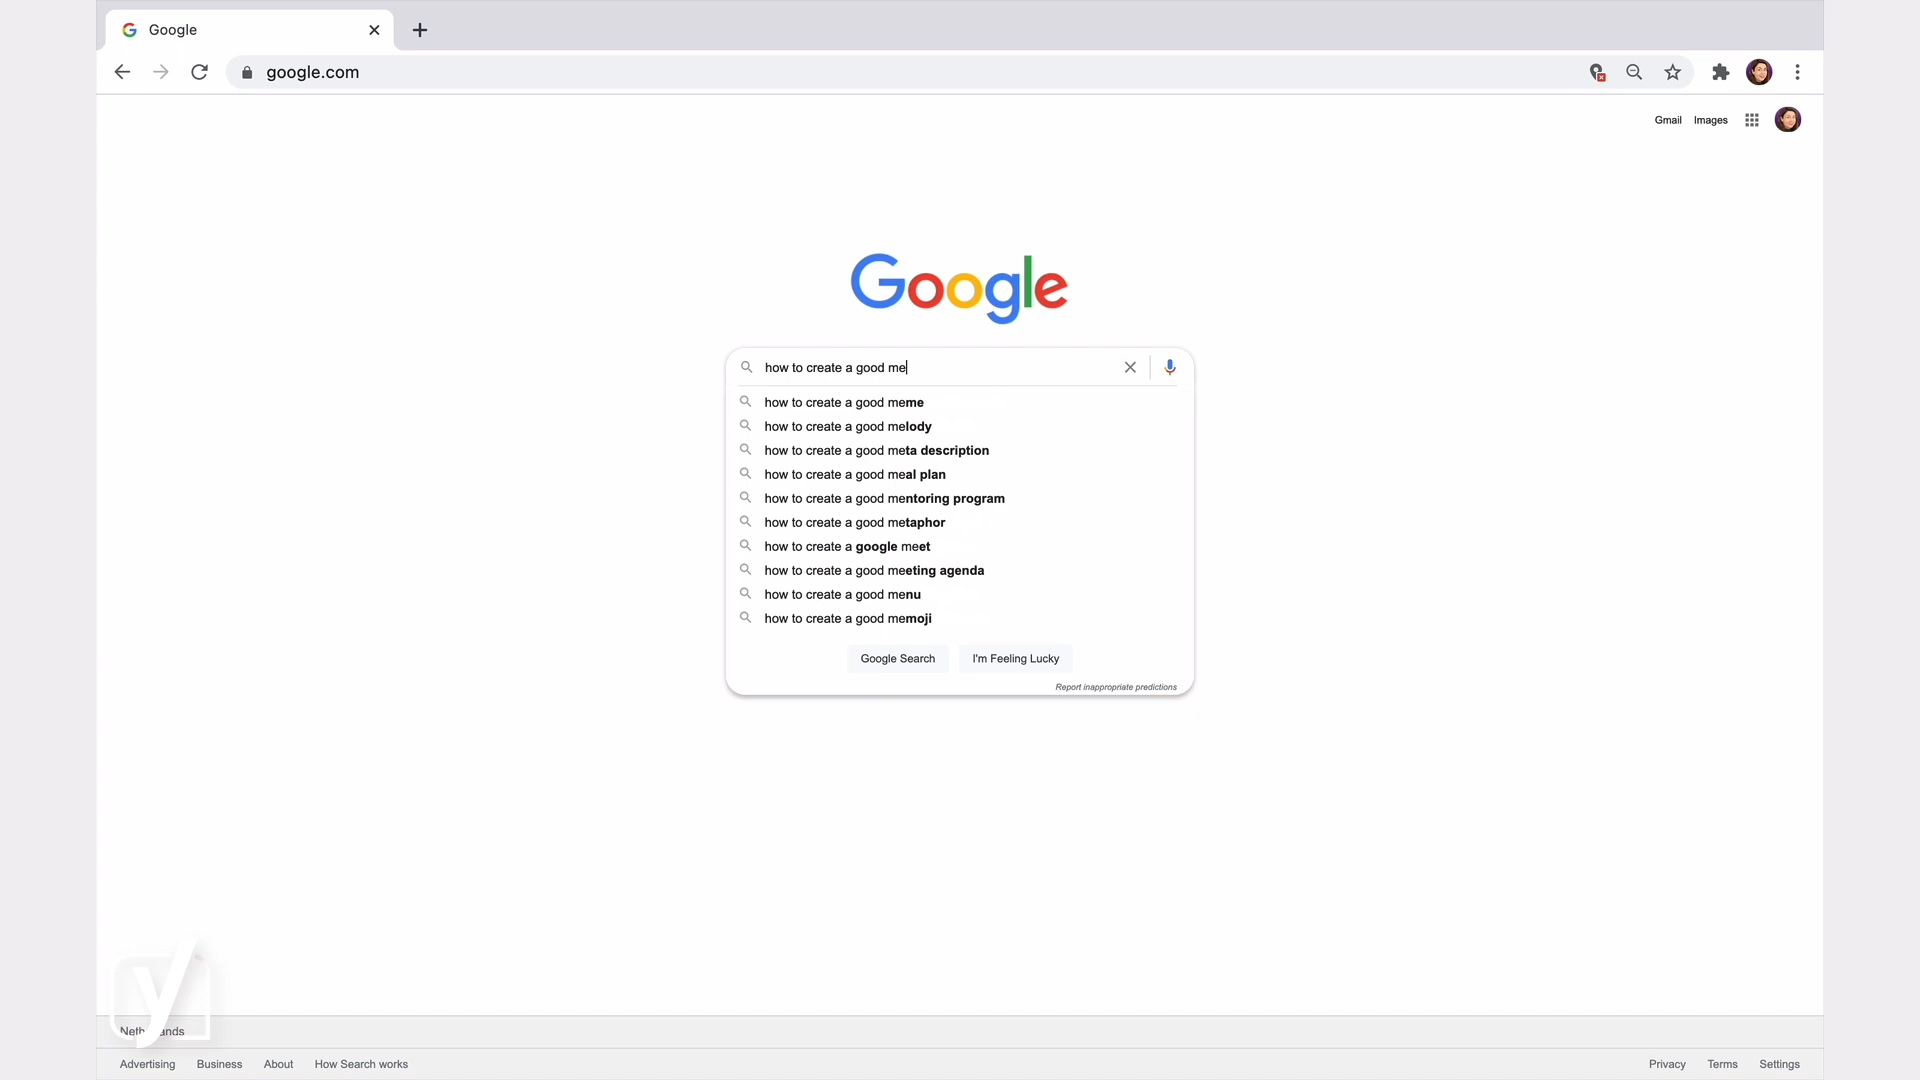 Google
google.com
Gmail Images
Google
how to create a good me
how to create a good meme
how to create a good melody
how to create a good meta description
how to create a good meal plan
how to create a good mentoring program
how to create a good metaphor
how to create a google meet
how to create a good meeting agenda
how to create a good menu
how to create a good memoji
Google Search I'm Feeling Lucky
Report inappropriate predictions
y
Advertising Business About How Search works Privacy Terms Settings